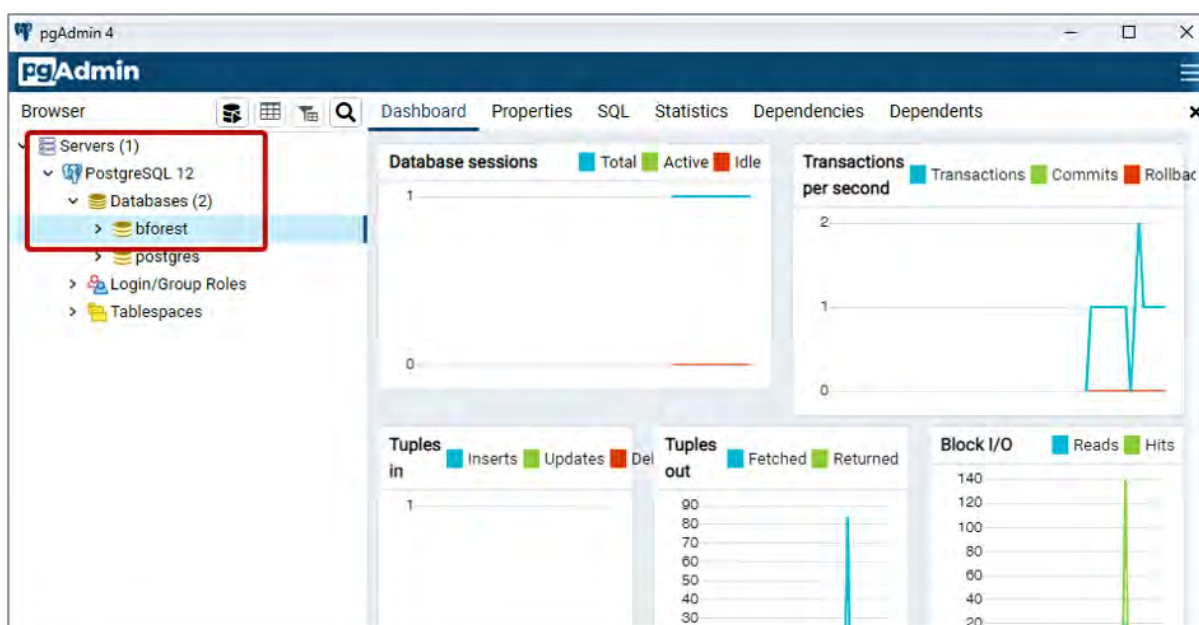 pgAdmin 4
pgAdmin
Browser
Dashboard Properties SQL Statistics Dependencies Dependents
Servers (1)
PostgreSQL 12
Databases (2)
bforest
postgres
Login/Group Roles
Tablespaces
Database sessions Total Active Idle
1
0
Transactions per second Transactions Commits Rollbac
2
1
0
Tuples in Inserts Updates Del
1
Tuples out Fetched Returned
90
80
70
60
50
40
30
Block I/O Reads Hits
140
120
100
80
60
40
20